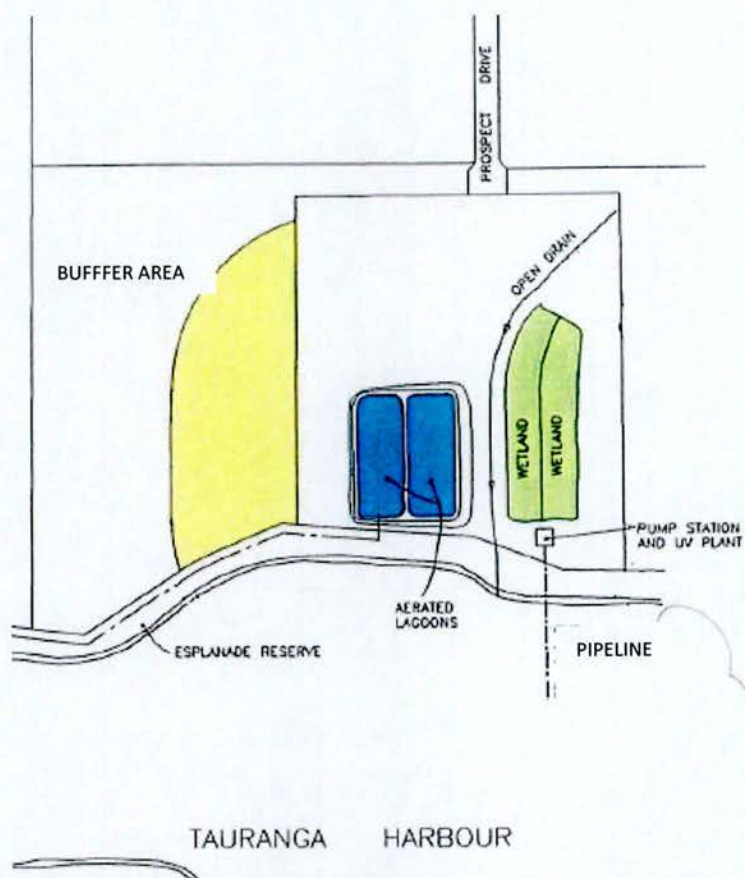 PROSPECT DRIVE
BUFFFER AREA
OPEN DRAIN
WETLAND
WETLAND
PUMP STATION
AND UV PLANT
AERATED
LAGOONS
ESPLANADE RESERVE
PIPELINE
TAURANGA HARBOUR